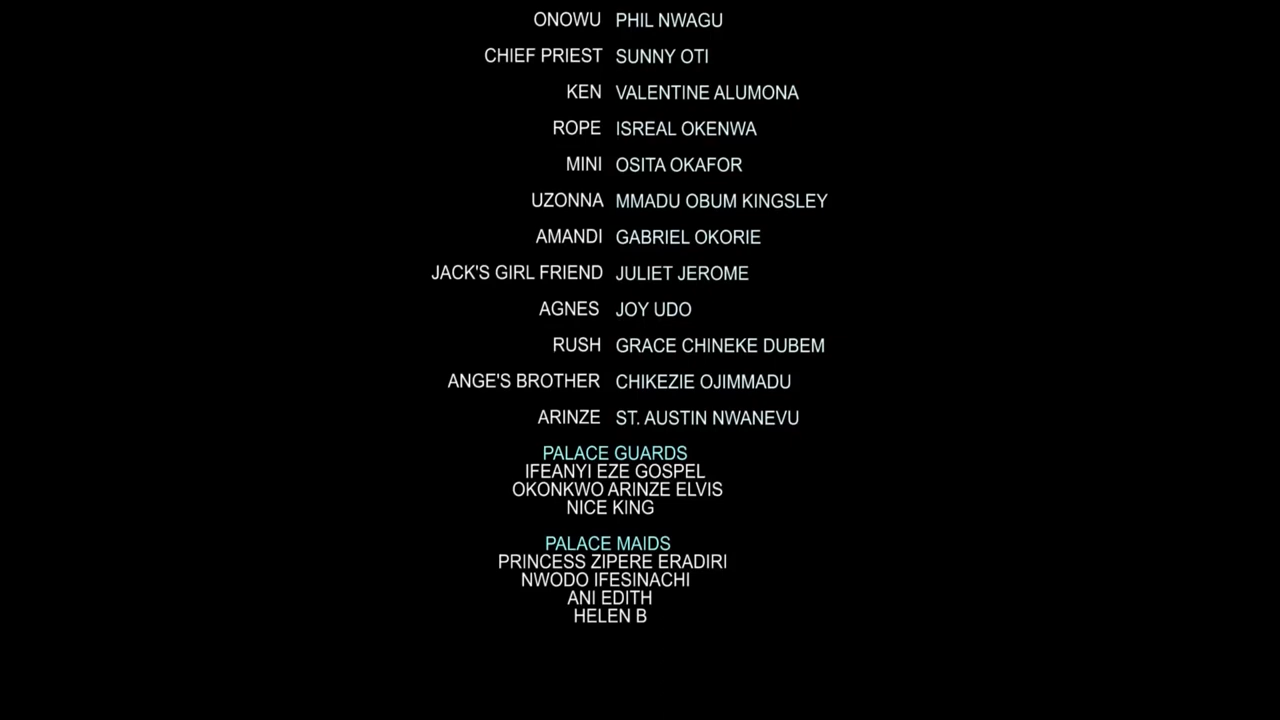 ONOWU PHIL NWAGU
CHIEF PRIEST SUNNY OTI
KEN VALENTINE ALUMONA
ROPE ISREAL OKENWA
MINI OSITA OKAFOR
UZONNA MMADU OBUM KINGSLEY
AMANDI GABRIEL OKORIE
JACK'S GIRL FRIEND JULIET JEROME
AGNES JOY UDO
RUSH GRACE CHINEKE DUBEM
ANGE'S BROTHER CHIKEZIE OJIMMADU
ARINZE ST. AUSTIN NWANEVU
PALACE GUARDS
IFEANYI EZE GOSPEL
OKONKWO ARINZE ELVIS
NICE KING
PALACE MAIDS
PRINCESS ZIPERE ERADIRI
NWODO IFESINACHI
ANI EDITH
HELEN B